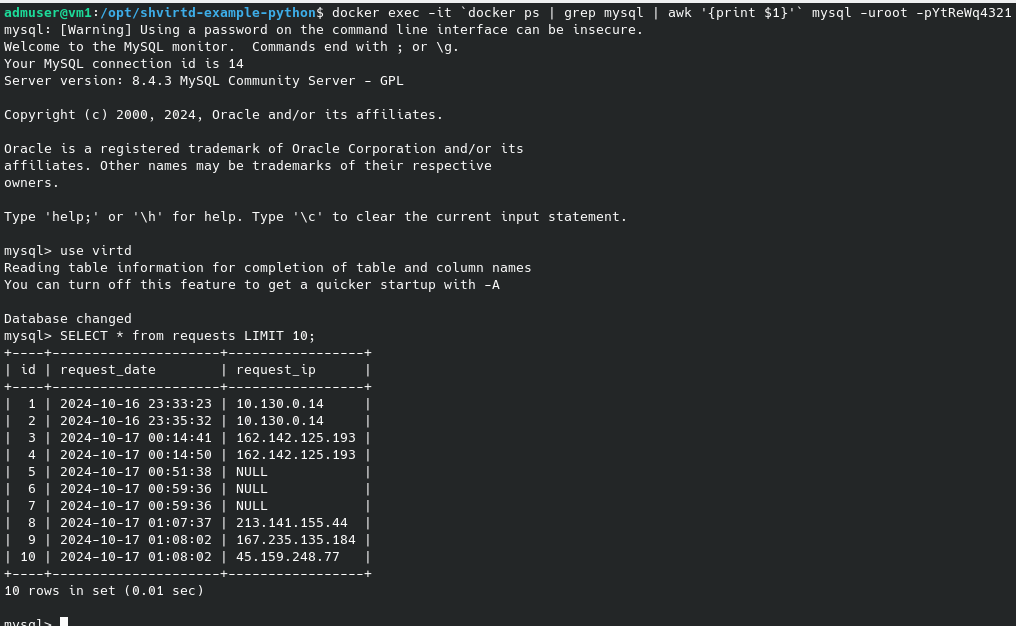 admuser@vm1:/opt/shvirtd-example-python$ docker exec -it `docker ps | grep mysql | awk '{print $1}'` mysql -uroot -pYtReWq4321
mysql: [Warning] Using a password on the command line interface can be insecure.
Welcome to the MySQL monitor.  Commands end with ; or \g.
Your MySQL connection id is 14
Server version: 8.4.3 MySQL Community Server - GPL

Copyright (c) 2000, 2024, Oracle and/or its affiliates.

Oracle is a registered trademark of Oracle Corporation and/or its
affiliates. Other names may be trademarks of their respective
owners.

Type 'help;' or '\h' for help. Type '\c' to clear the current input statement.

mysql> use virtd
Reading table information for completion of table and column names
You can turn off this feature to get a quicker startup with -A

Database changed
mysql> SELECT * from requests LIMIT 10;
+----+---------------------+-----------------+
| id | request_date        | request_ip      |
+----+---------------------+-----------------+
|  1 | 2024-10-16 23:33:23 | 10.130.0.14     |
|  2 | 2024-10-16 23:35:32 | 10.130.0.14     |
|  3 | 2024-10-17 00:14:41 | 162.142.125.193 |
|  4 | 2024-10-17 00:14:50 | 162.142.125.193 |
|  5 | 2024-10-17 00:51:38 | NULL            |
|  6 | 2024-10-17 00:59:36 | NULL            |
|  7 | 2024-10-17 00:59:36 | NULL            |
|  8 | 2024-10-17 01:07:37 | 213.141.155.44  |
|  9 | 2024-10-17 01:08:02 | 167.235.135.184 |
| 10 | 2024-10-17 01:08:02 | 45.159.248.77   |
+----+---------------------+-----------------+
10 rows in set (0.01 sec)

mysql>